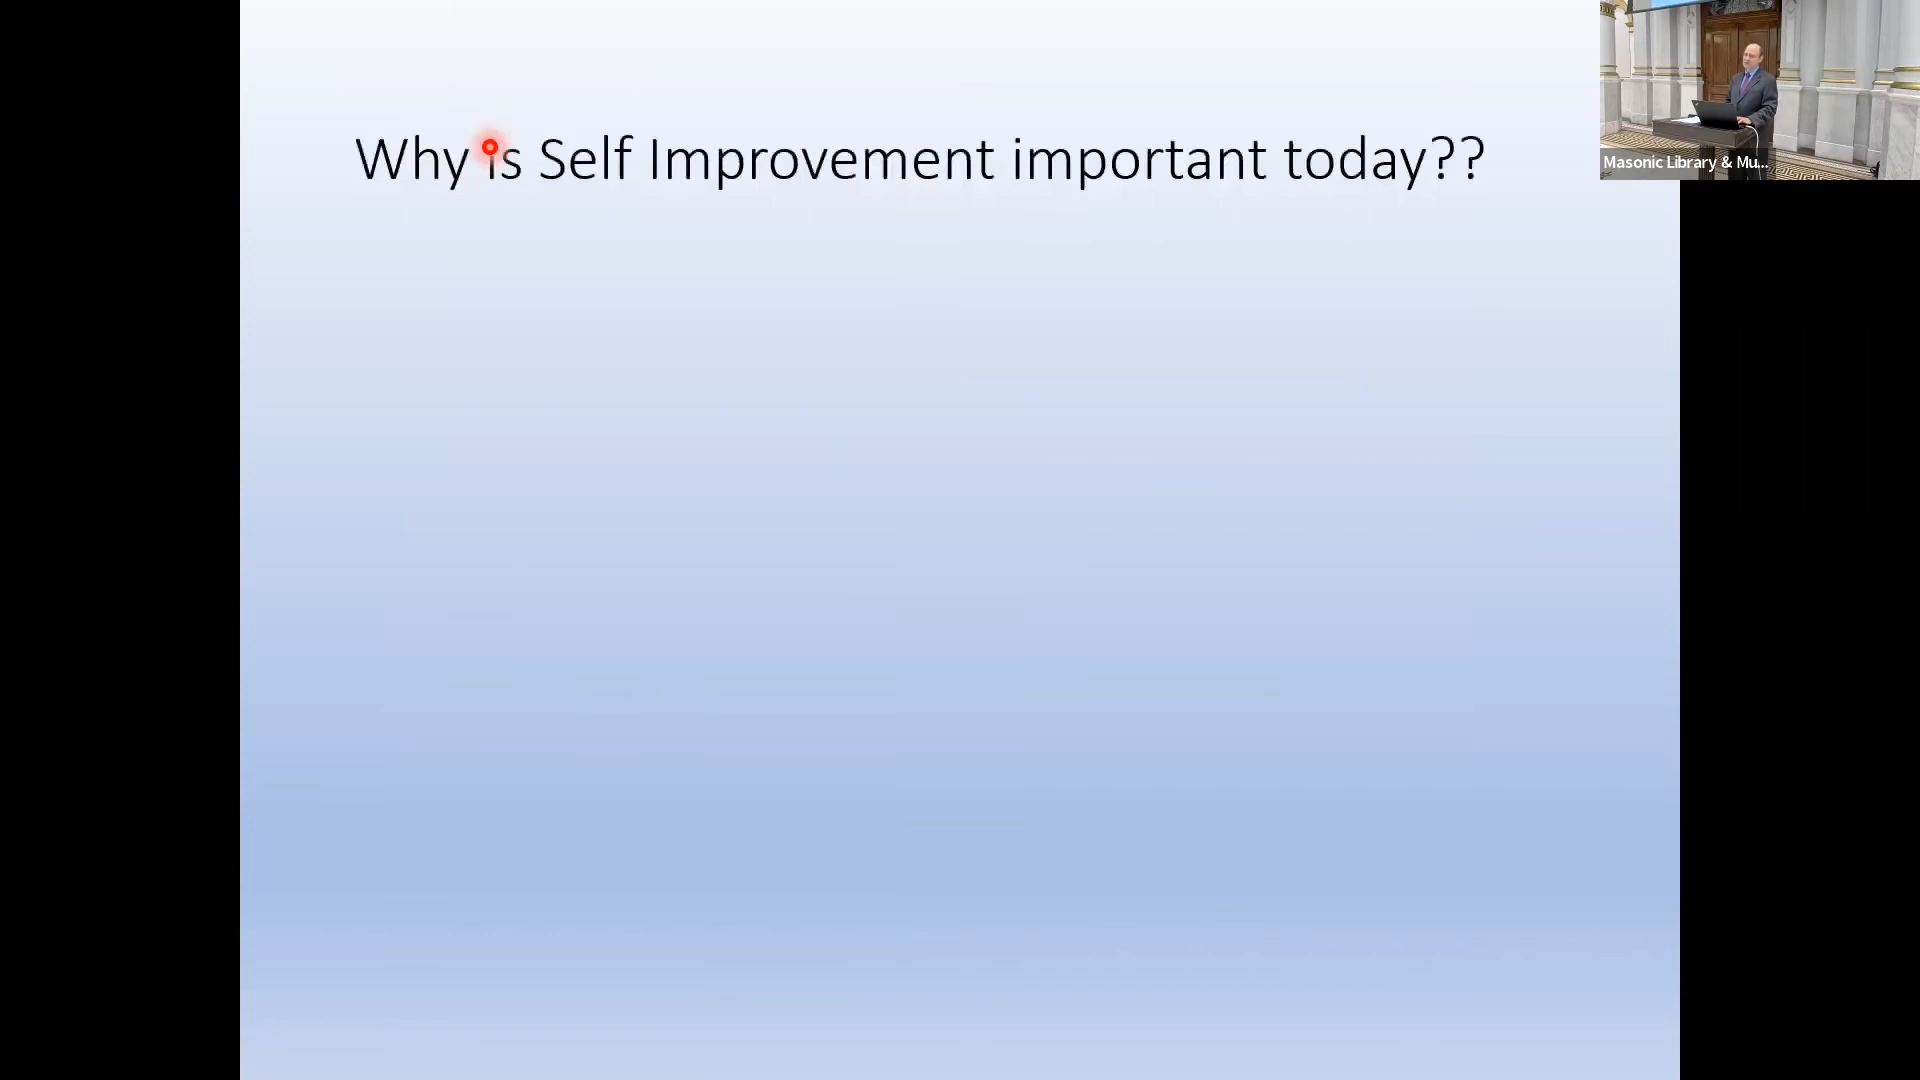 Why is Self Improvement important today??
Masonic Library & Mu...